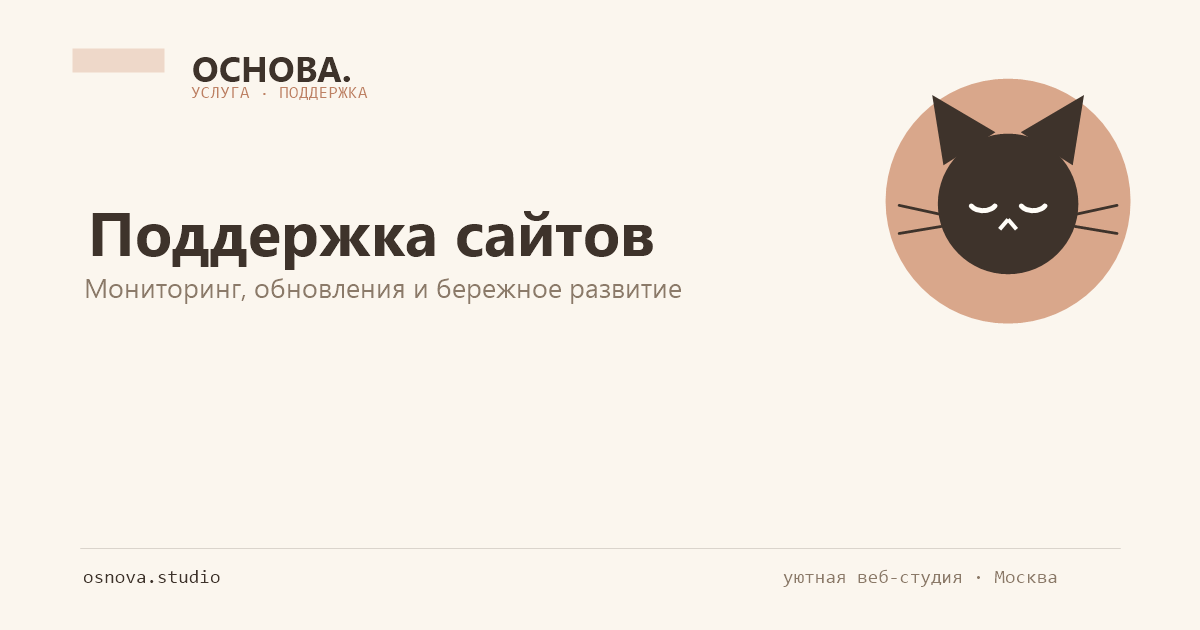 ОСНОВА.
УСЛУГА · ПОДДЕРЖКА
Поддержка сайтов
Мониторинг, обновления и бережное развитие
osnova.studio
уютная веб-студия · Москва